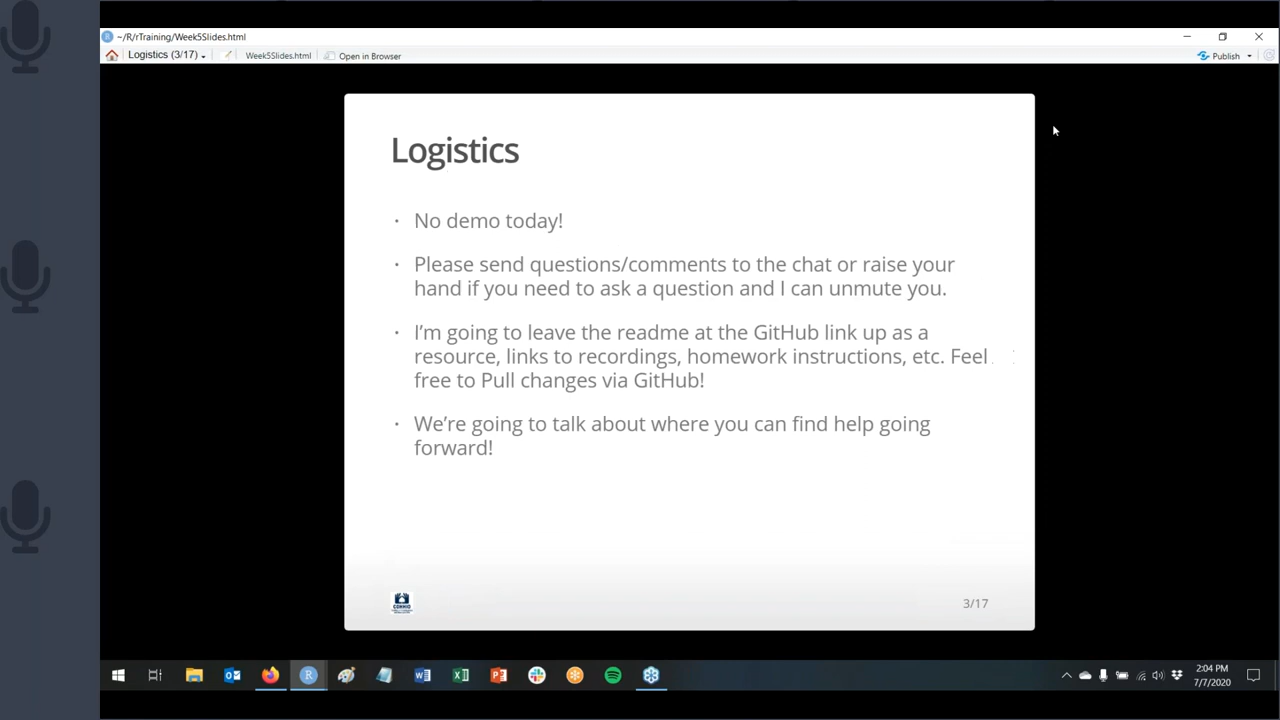 ~/R/rTraining/Week5Slides.html
Logistics (3/17)
Week5Slides.html
Open in Browser
Publish
Logistics
· No demo today!
· Please send questions/comments to the chat or raise your
hand if you need to ask a question and I can unmute you.
· I’m going to leave the readme at the GitHub link up as a
resource, links to recordings, homework instructions, etc. Feel
free to Pull changes via GitHub!
· We’re going to talk about where you can find help going
forward!
3/17
2:04 PM
7/7/2020